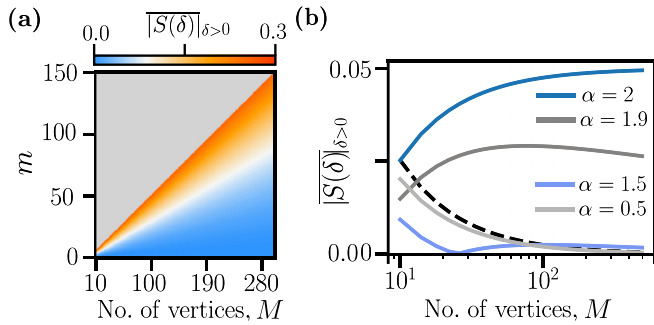 (a)
0.0 |S(δ)|δ>0 0.3
150
100
50
0
m
10 100 190 280
No. of vertices, M
(b)
0.05
0.00
|S(δ)|δ>0
α = 2
α = 1.9
α = 1.5
α = 0.5
10¹ 10²
No. of vertices, M